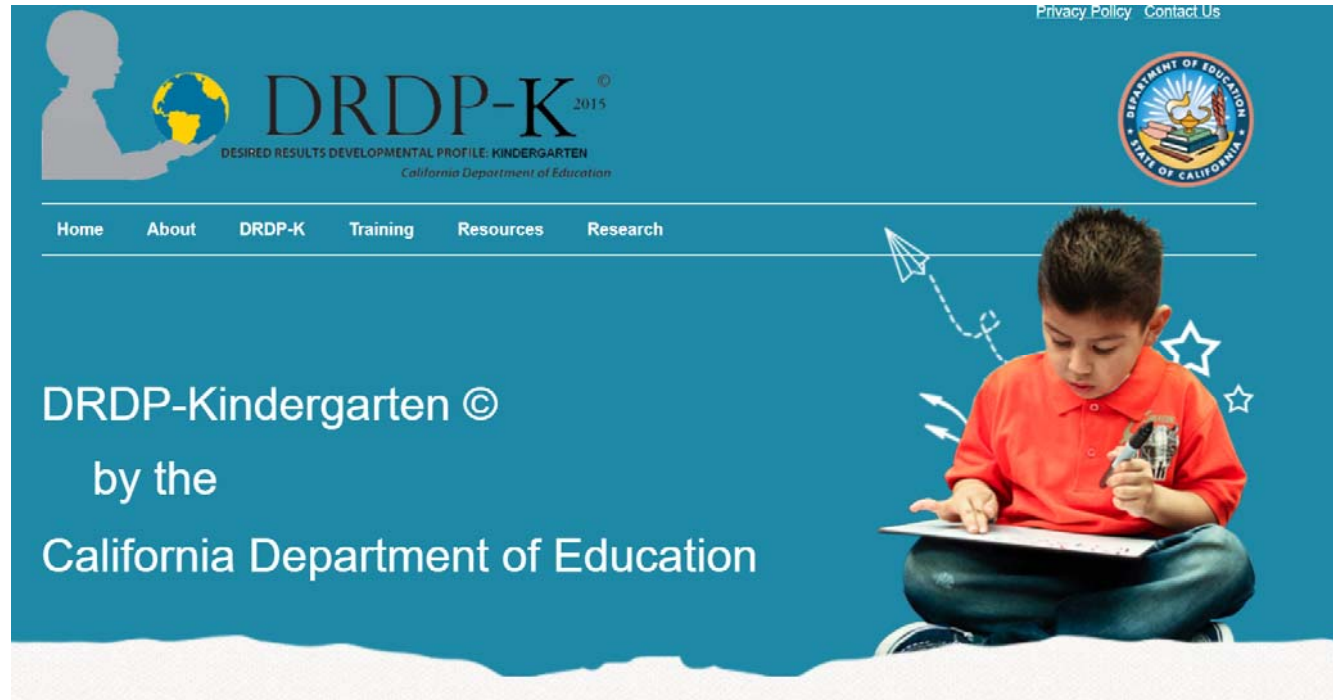 Privacy Policy Contact Us
DRDP-K ©
2015
DESIRED RESULTS DEVELOPMENTAL PROFILE: KINDERGARTEN
California Department of Education
DEPARTMENT OF EDUCATION
STATE OF CALIFORNIA
Home About DRDP-K Training Resources Research
DRDP-Kindergarten ©
by the
California Department of Education